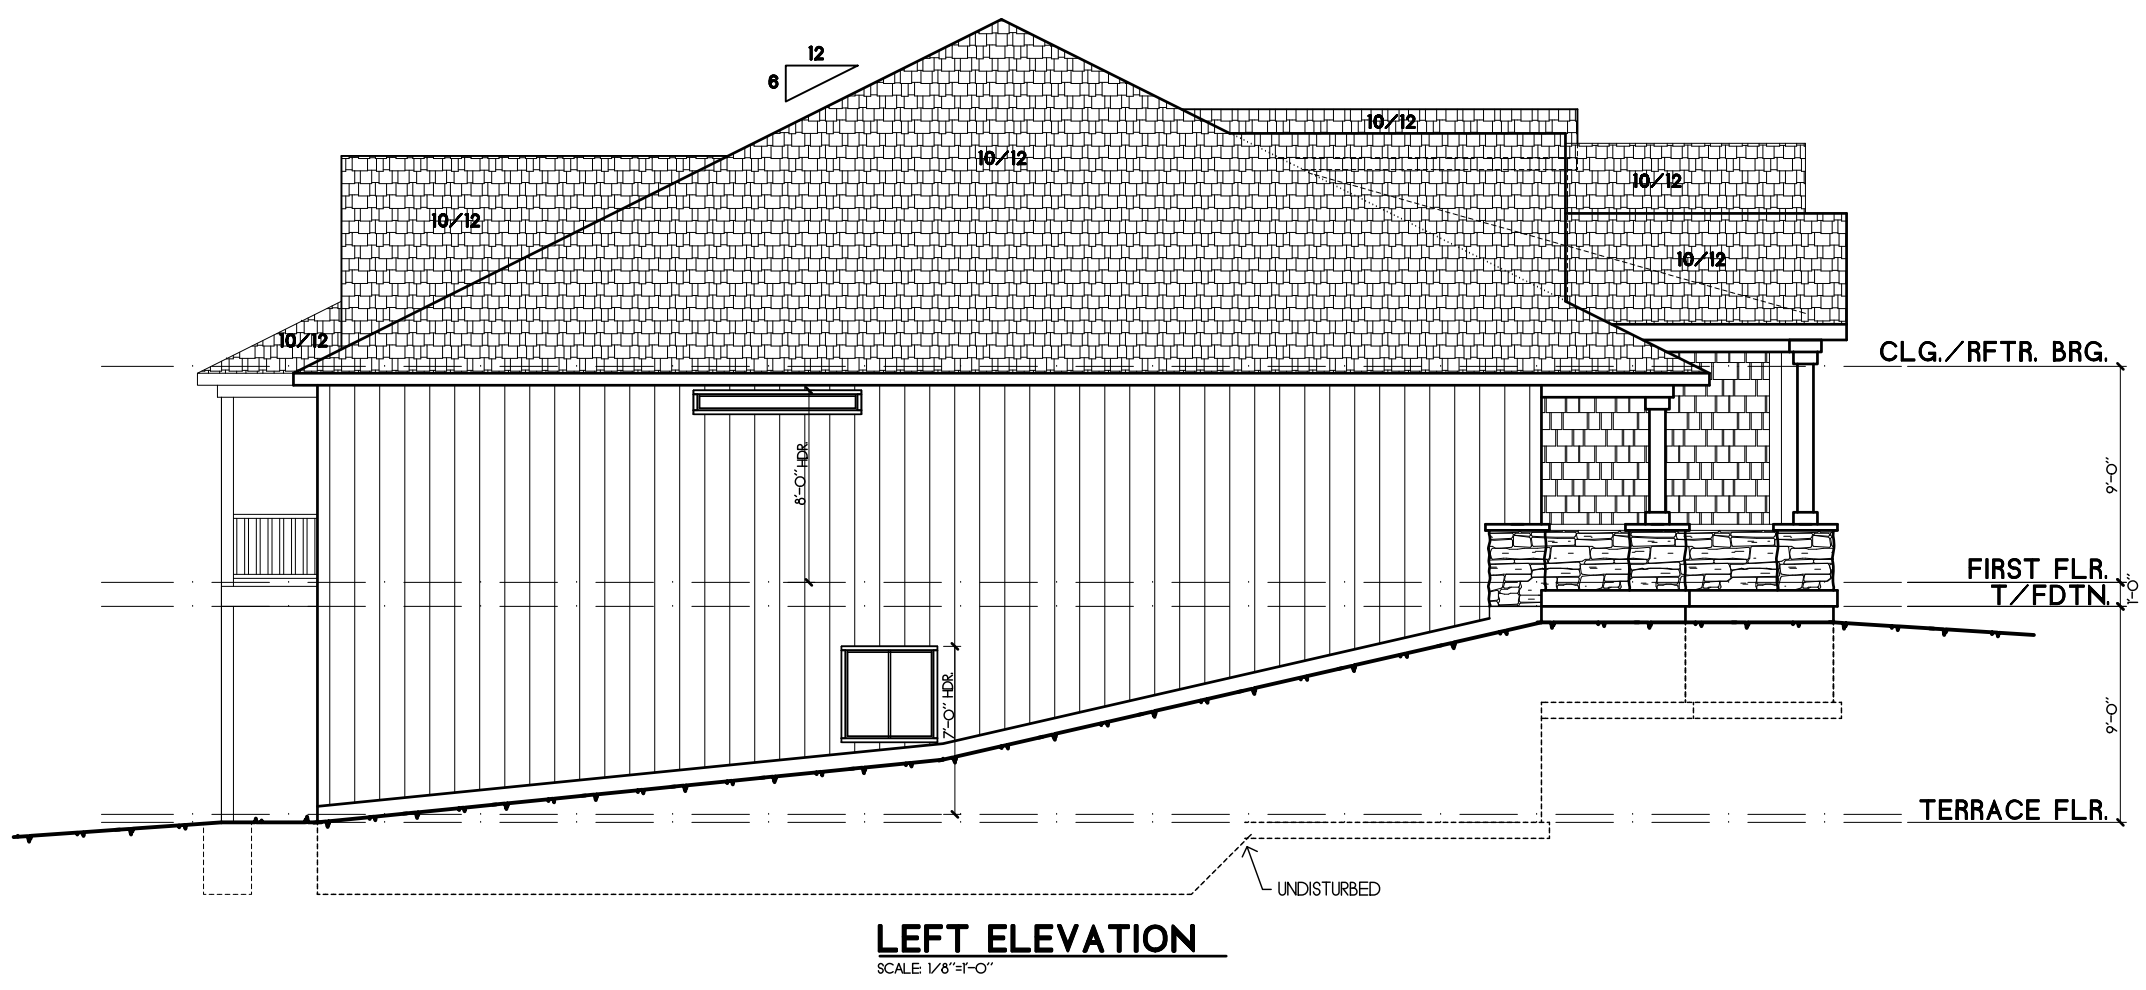 12
6
10/12
10/12
10/12
10/12
10/12
10/12
CLG./RFTR. BRG.
8'-0" HDR.
9'-0"
FIRST FLR.
T/FDTN.
1'-0"
7'-0" HDR.
9'-0"
TERRACE FLR.
UNDISTURBED
LEFT ELEVATION
SCALE: 1/8"=1'-0"